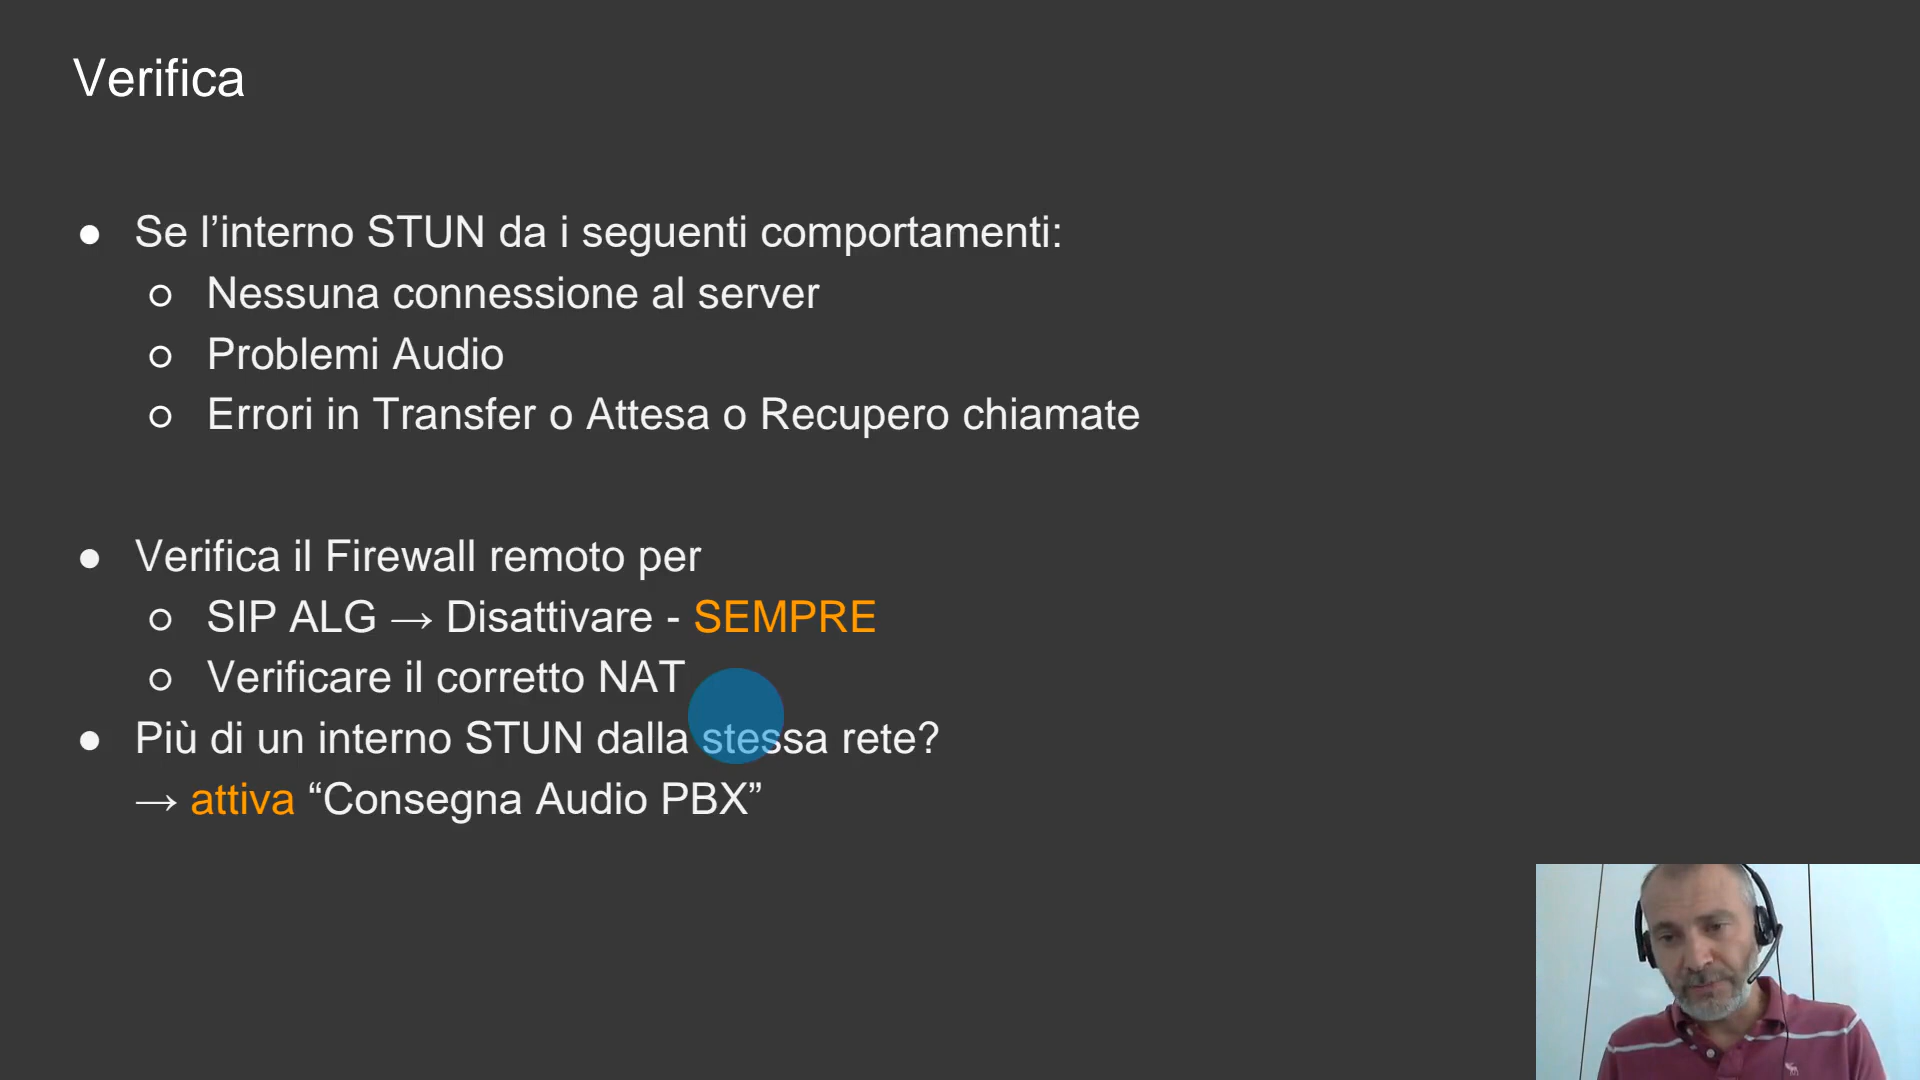 Verifica
● Se l’interno STUN da i seguenti comportamenti:
○ Nessuna connessione al server
○ Problemi Audio
○ Errori in Transfer o Attesa o Recupero chiamate
● Verifica il Firewall remoto per
○ SIP ALG → Disattivare - SEMPRE
○ Verificare il corretto NAT
● Più di un interno STUN dalla stessa rete?
→ attiva “Consegna Audio PBX”